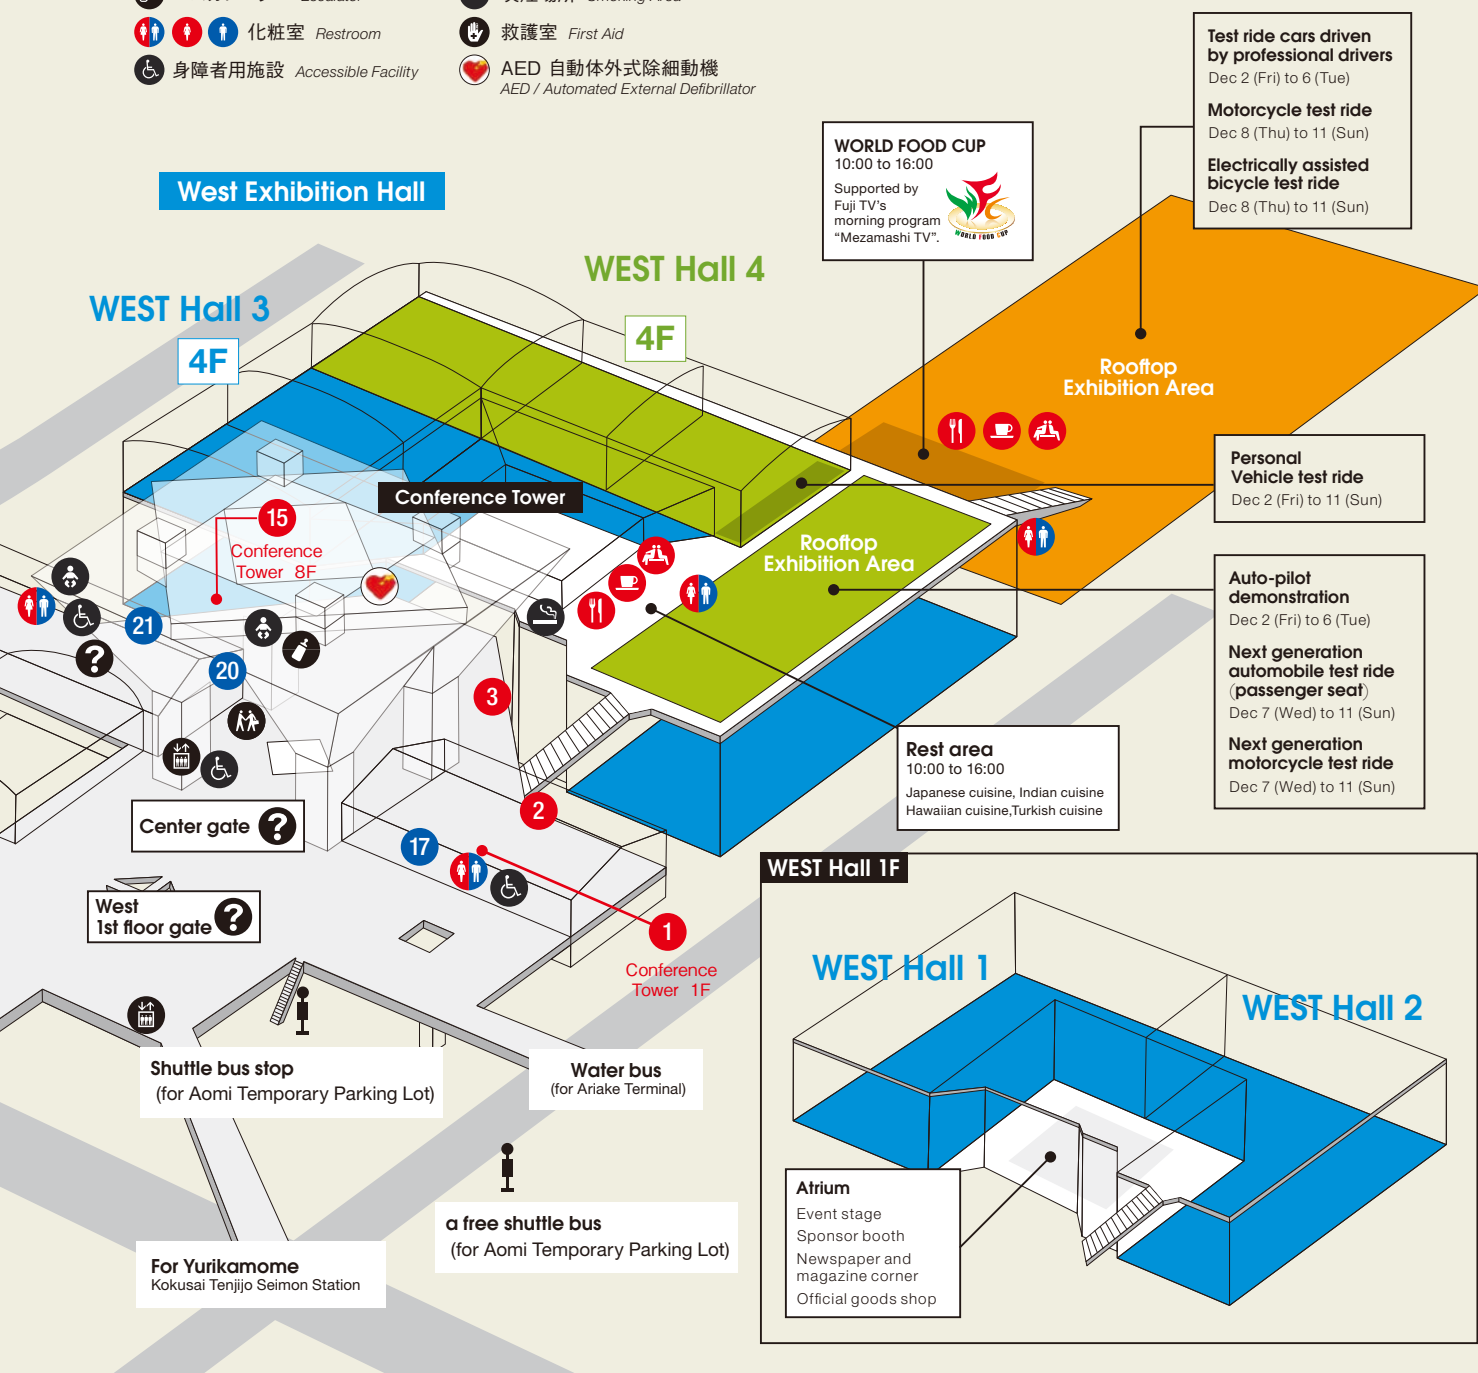 化粧室 Restroom
救護室 First Aid
身障者用施設 Accessible Facility
AED 自動体外式除細動機
AED / Automated External Defibrillator
Test ride cars driven
by professional drivers
Dec 2 (Fri) to 6 (Tue)
Motorcycle test ride
Dec 8 (Thu) to 11 (Sun)
Electrically assisted
bicycle test ride
Dec 8 (Thu) to 11 (Sun)
WORLD FOOD CUP
10:00 to 16:00
Supported by
Fuji TV's
morning program
“Mezamashi TV”.
WFC
WORLD FOOD CUP
West Exhibition Hall
WEST Hall 4
4F
WEST Hall 3
4F
Rooftop
Exhibition Area
Personal
Vehicle test ride
Dec 2 (Fri) to 11 (Sun)
Conference Tower
15
Conference
Tower 8F
Rooftop
Exhibition Area
Auto-pilot
demonstration
Dec 2 (Fri) to 6 (Tue)
Next generation
automobile test ride
(passenger seat)
Dec 7 (Wed) to 11 (Sun)
Next generation
motorcycle test ride
Dec 7 (Wed) to 11 (Sun)
21
?
20
3
Rest area
10:00 to 16:00
Japanese cuisine, Indian cuisine
Hawaiian cuisine,Turkish cuisine
2
Center gate ?
17
West
1st floor gate ?
1
Conference
Tower 1F
WEST Hall 1F
WEST Hall 1
WEST Hall 2
Shuttle bus stop
(for Aomi Temporary Parking Lot)
Water bus
(for Ariake Terminal)
Atrium
Event stage
Sponsor booth
Newspaper and
magazine corner
Official goods shop
a free shuttle bus
(for Aomi Temporary Parking Lot)
For Yurikamome
Kokusai Tenjijo Seimon Station